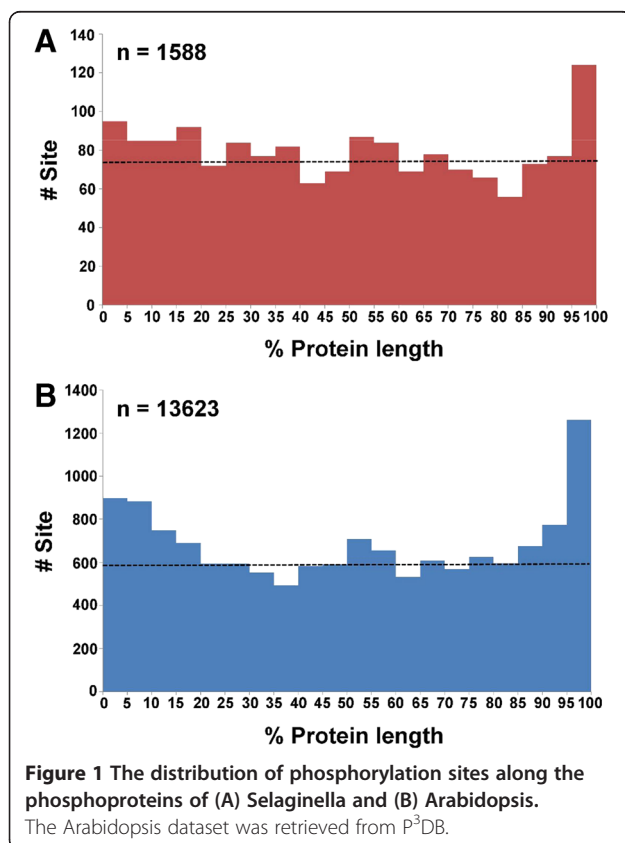 A
n = 1588
# Site
140
120
100
80
60
40
20
0
0 5 10 15 20 25 30 35 40 45 50 55 60 65 70 75 80 85 90 95 100
% Protein length
B
n = 13623
# Site
1400
1200
1000
800
600
400
200
0
0 5 10 15 20 25 30 35 40 45 50 55 60 65 70 75 80 85 90 95 100
% Protein length
Figure 1 The distribution of phosphorylation sites along the
phosphoproteins of (A) Selaginella and (B) Arabidopsis.
The Arabidopsis dataset was retrieved from P³DB.